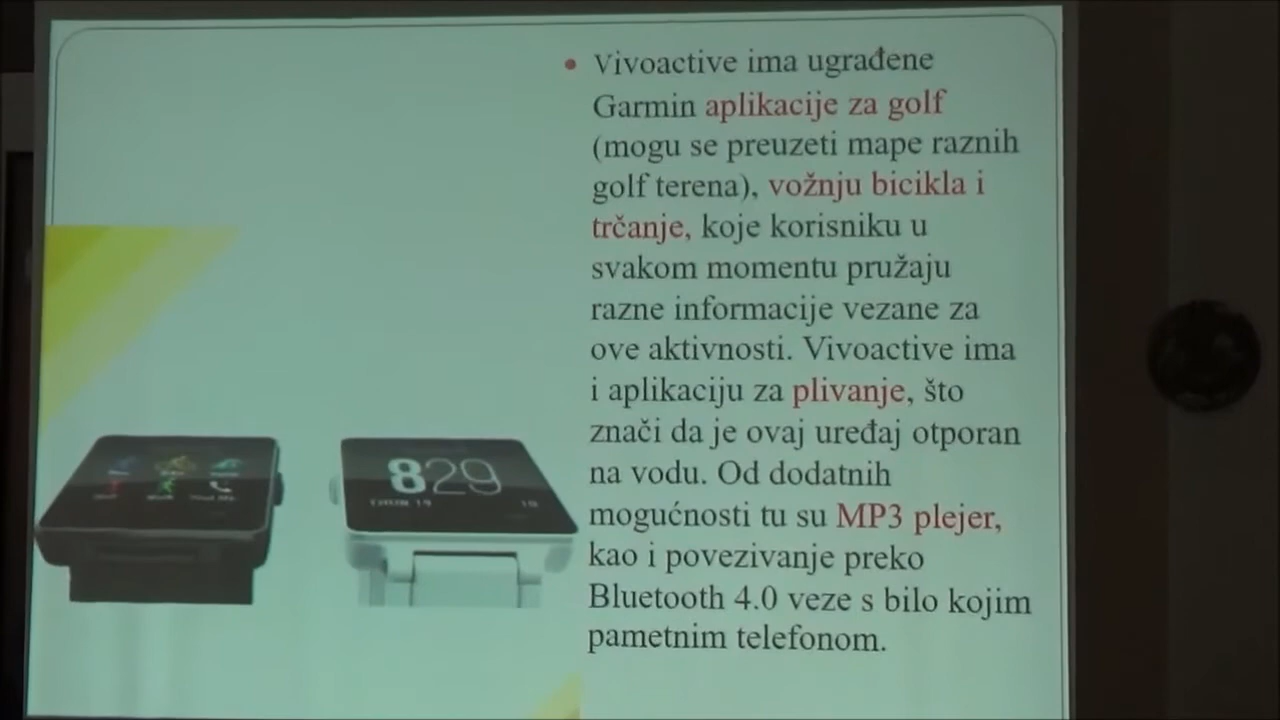 • Vivoactive ima ugrađene
Garmin aplikacije za golf
(mogu se preuzeti mape raznih
golf terena), vožnju bicikla i
trčanje, koje korisniku u
svakom momentu pružaju
razne informacije vezane za
ove aktivnosti. Vivoactive ima
i aplikaciju za plivanje, što
znači da je ovaj uređaj otporan
na vodu. Od dodatnih
mogućnosti tu su MP3 plejer,
kao i povezivanje preko
Bluetooth 4.0 veze s bilo kojim
pametnim telefonom.
829